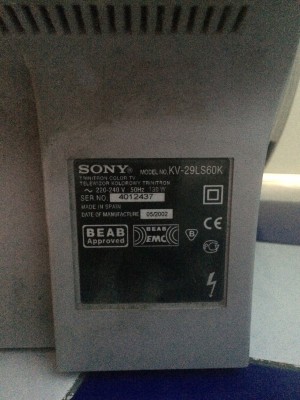 SONY® MODEL NO. KV-29LS60K
TRINITRON COLOR TV
TELEWIZOR KOLOROWY TRINITRON
~ 220-240 V 50Hz 135 W
SER NO. 4012437
MADE IN SPAIN
DATE OF MANUFACTURE 05/2002
BEAB
Approved
BEAB
EMC
B
CE